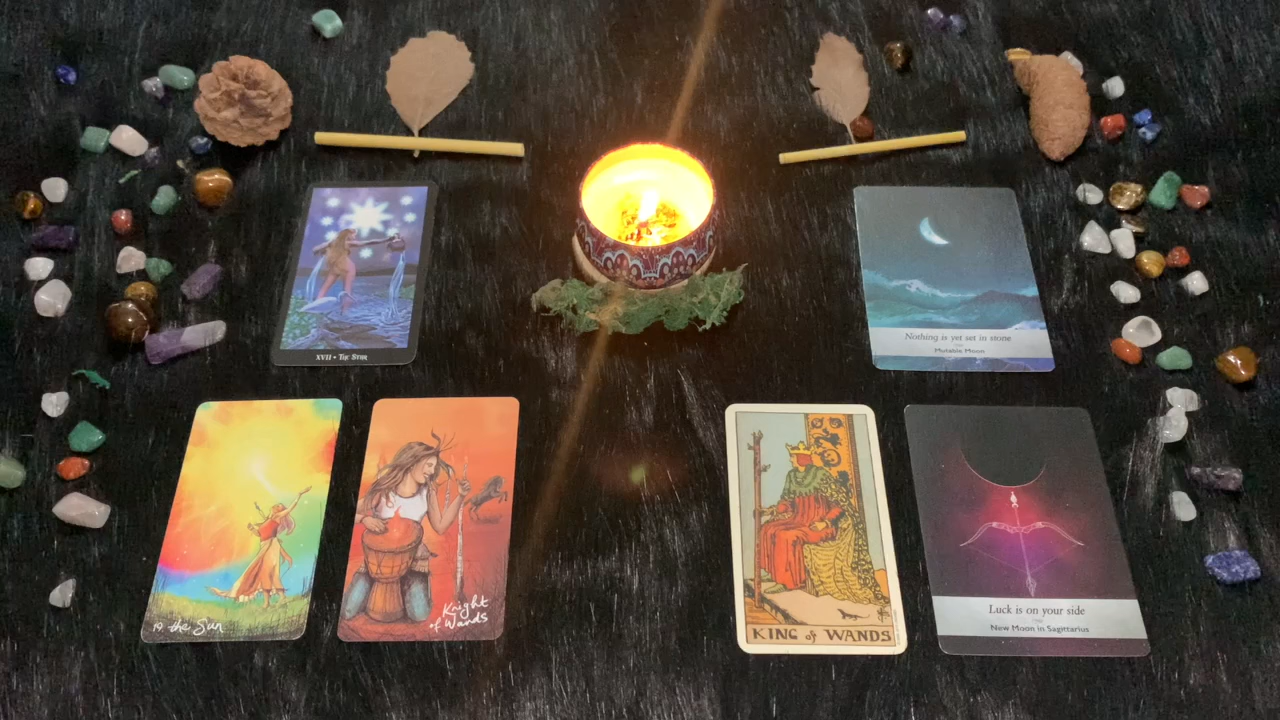 XVII • The Star
Nothing is yet set in stone
Mutable Moon
19. the Sun
Knight
of Wands
KING of WANDS
Luck is on your side
New Moon in Sagittarius